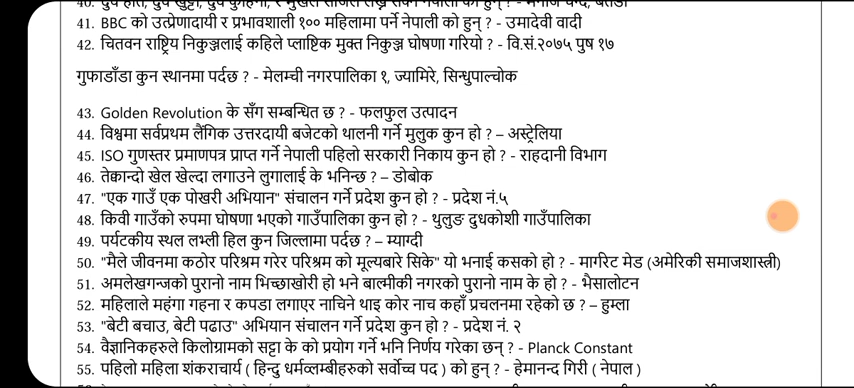 41. BBC को उत्प्रेणादायी र प्रभावशाली १०० महिलामा पर्ने नेपाली को हुन् ? - उमादेवी वादी
42. चितवन राष्ट्रिय निकुञ्जलाई कहिले प्लाष्टिक मुक्त निकुञ्ज घोषणा गरियो ? - वि.सं.२०७५ पुष १७
गुफाडाँडा कुन स्थानमा पर्दछ ? - मेलम्ची नगरपालिका १, ज्यामिरे, सिन्धुपाल्चोक
43. Golden Revolution के सँग सम्बन्धित छ ? - फलफुल उत्पादन
44. विश्वमा सर्वप्रथम लैंगिक उत्तरदायी बजेटको थालनी गर्ने मुलुक कुन हो ? – अस्ट्रेलिया
45. ISO गुणस्तर प्रमाणपत्र प्राप्त गर्ने नेपाली पहिलो सरकारी निकाय कुन हो ? - राहदानी विभाग
46. तेक्वान्दो खेल खेल्दा लगाउने लुगालाई के भनिन्छ ? – डोबोक
47. "एक गाउँ एक पोखरी अभियान" संचालन गर्ने प्रदेश कुन हो ? - प्रदेश नं.५
48. किवी गाउँको रुपमा घोषणा भएको गाउँपालिका कुन हो ? - थुलुङ दुधकोशी गाउँपालिका
49. पर्यटकीय स्थल लभ्ली हिल कुन जिल्लामा पर्दछ ? – म्याग्दी
50. "मैले जीवनमा कठोर परिश्रम गरेर परिश्रम को मूल्यबारे सिके" यो भनाई कसको हो ? - मार्गरेट मेड (अमेरिकी समाजशास्त्री)
51. अमलेखगन्जको पुरानो नाम भिच्छाखोरी हो भने बाल्मीकी नगरको पुरानो नाम के हो ? - भैसालोटन
52. महिलाले महंगा गहना र कपडा लगाएर नाचिने थाइ कोर नाच कहाँ प्रचलनमा रहेको छ ? – हुम्ला
53. "बेटी बचाउ, बेटी पढाउ" अभियान संचालन गर्ने प्रदेश कुन हो ? - प्रदेश नं. २
54. वैज्ञानिकहरुले किलोग्रामको सट्टा के को प्रयोग गर्ने भनि निर्णय गरेका छन् ? - Planck Constant
55. पहिलो महिला शंकराचार्य ( हिन्दु धर्मव्लम्बीहरुको सर्वोच्च पद ) को हुन् ? - हेमानन्द गिरी ( नेपाल )